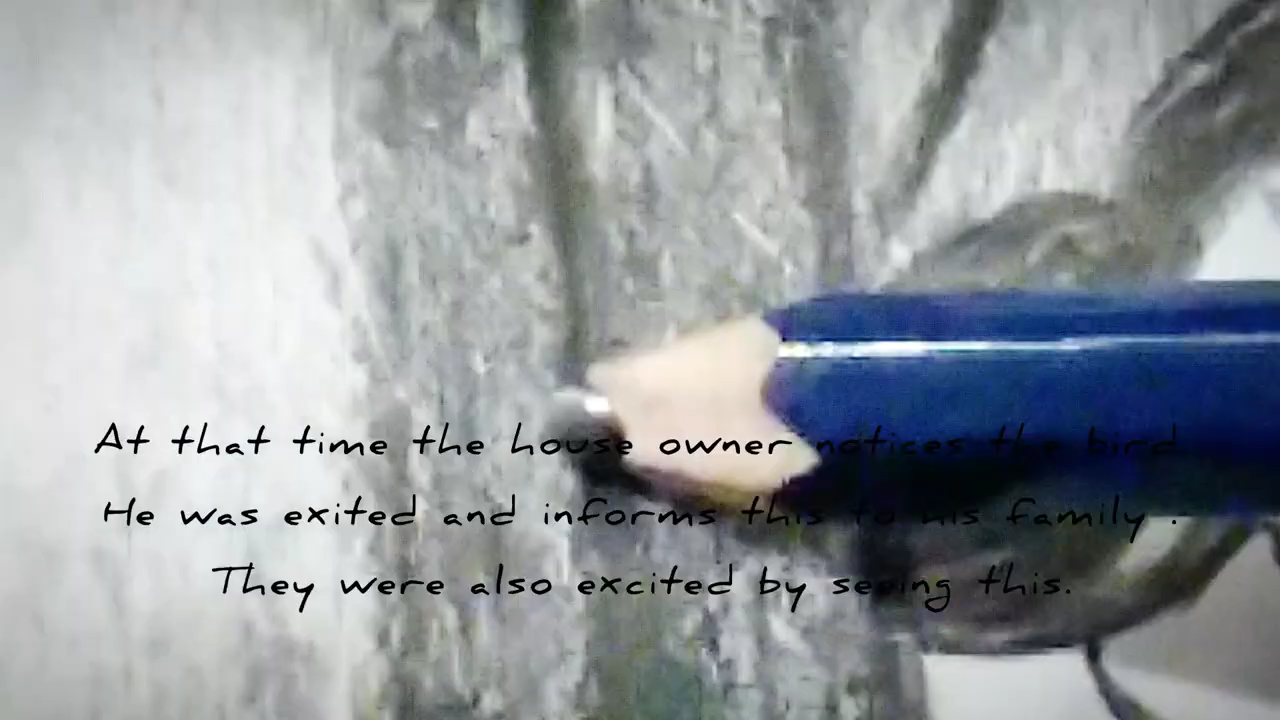 At that time the house owner notices the bird
He was exited and informs this to his family .
They were also excited by seeing this.